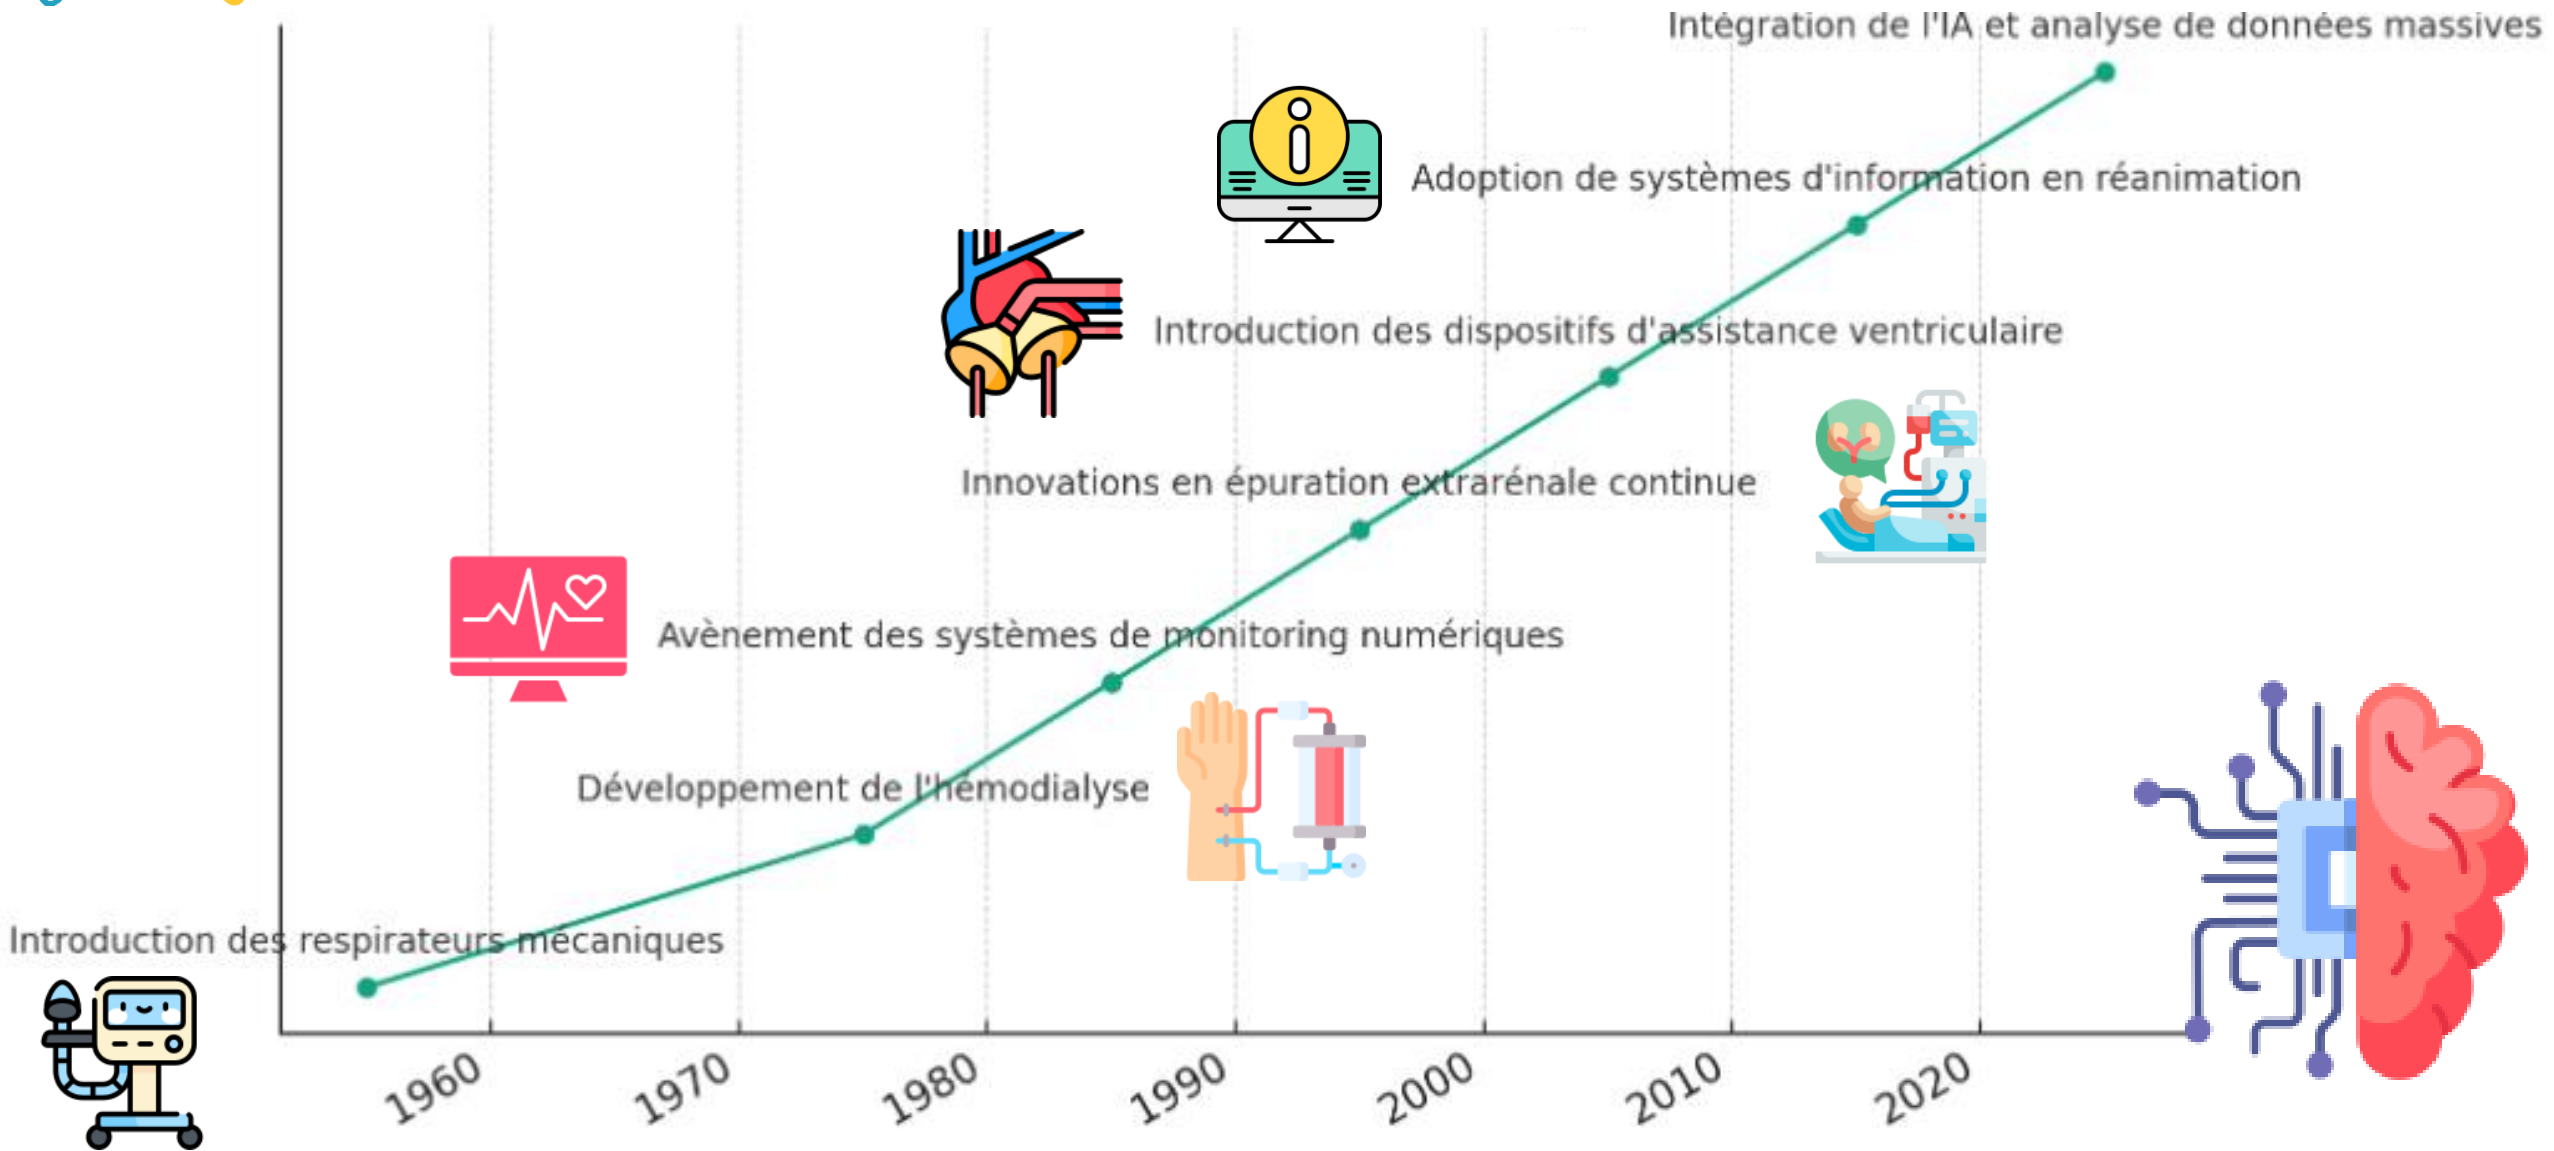 Intégration de l'IA et analyse de données massives
Adoption de systèmes d'information en réanimation
Introduction des dispositifs d'assistance ventriculaire
Innovations en épuration extrarénale continue
Avènement des systèmes de monitoring numériques
Développement de l'hémodialyse
Introduction des respirateurs mécaniques
1960
1970
1980
1990
2000
2010
2020